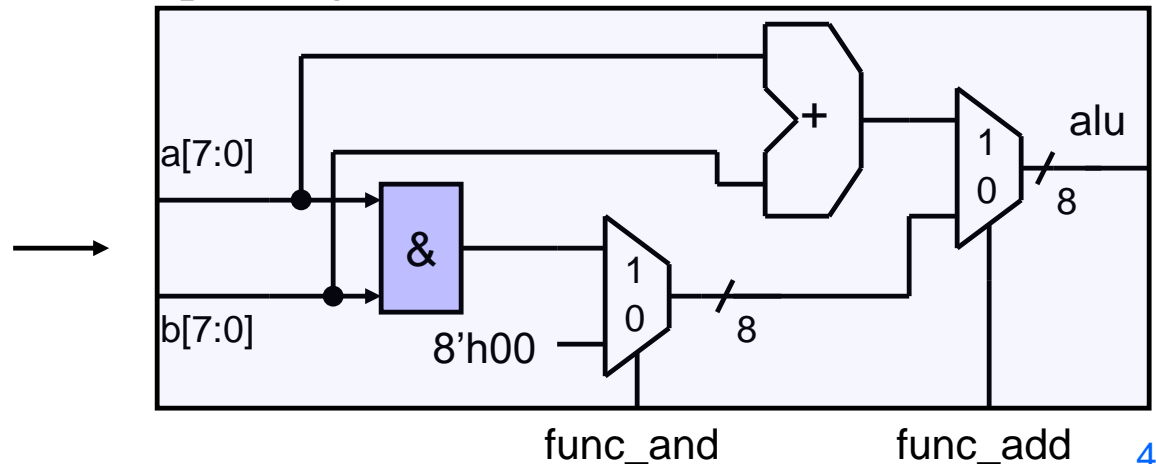 +
alu
1
0
8
a[7:0]
&
1
0
8
b[7:0]
8’h00
func_and
func_add
4